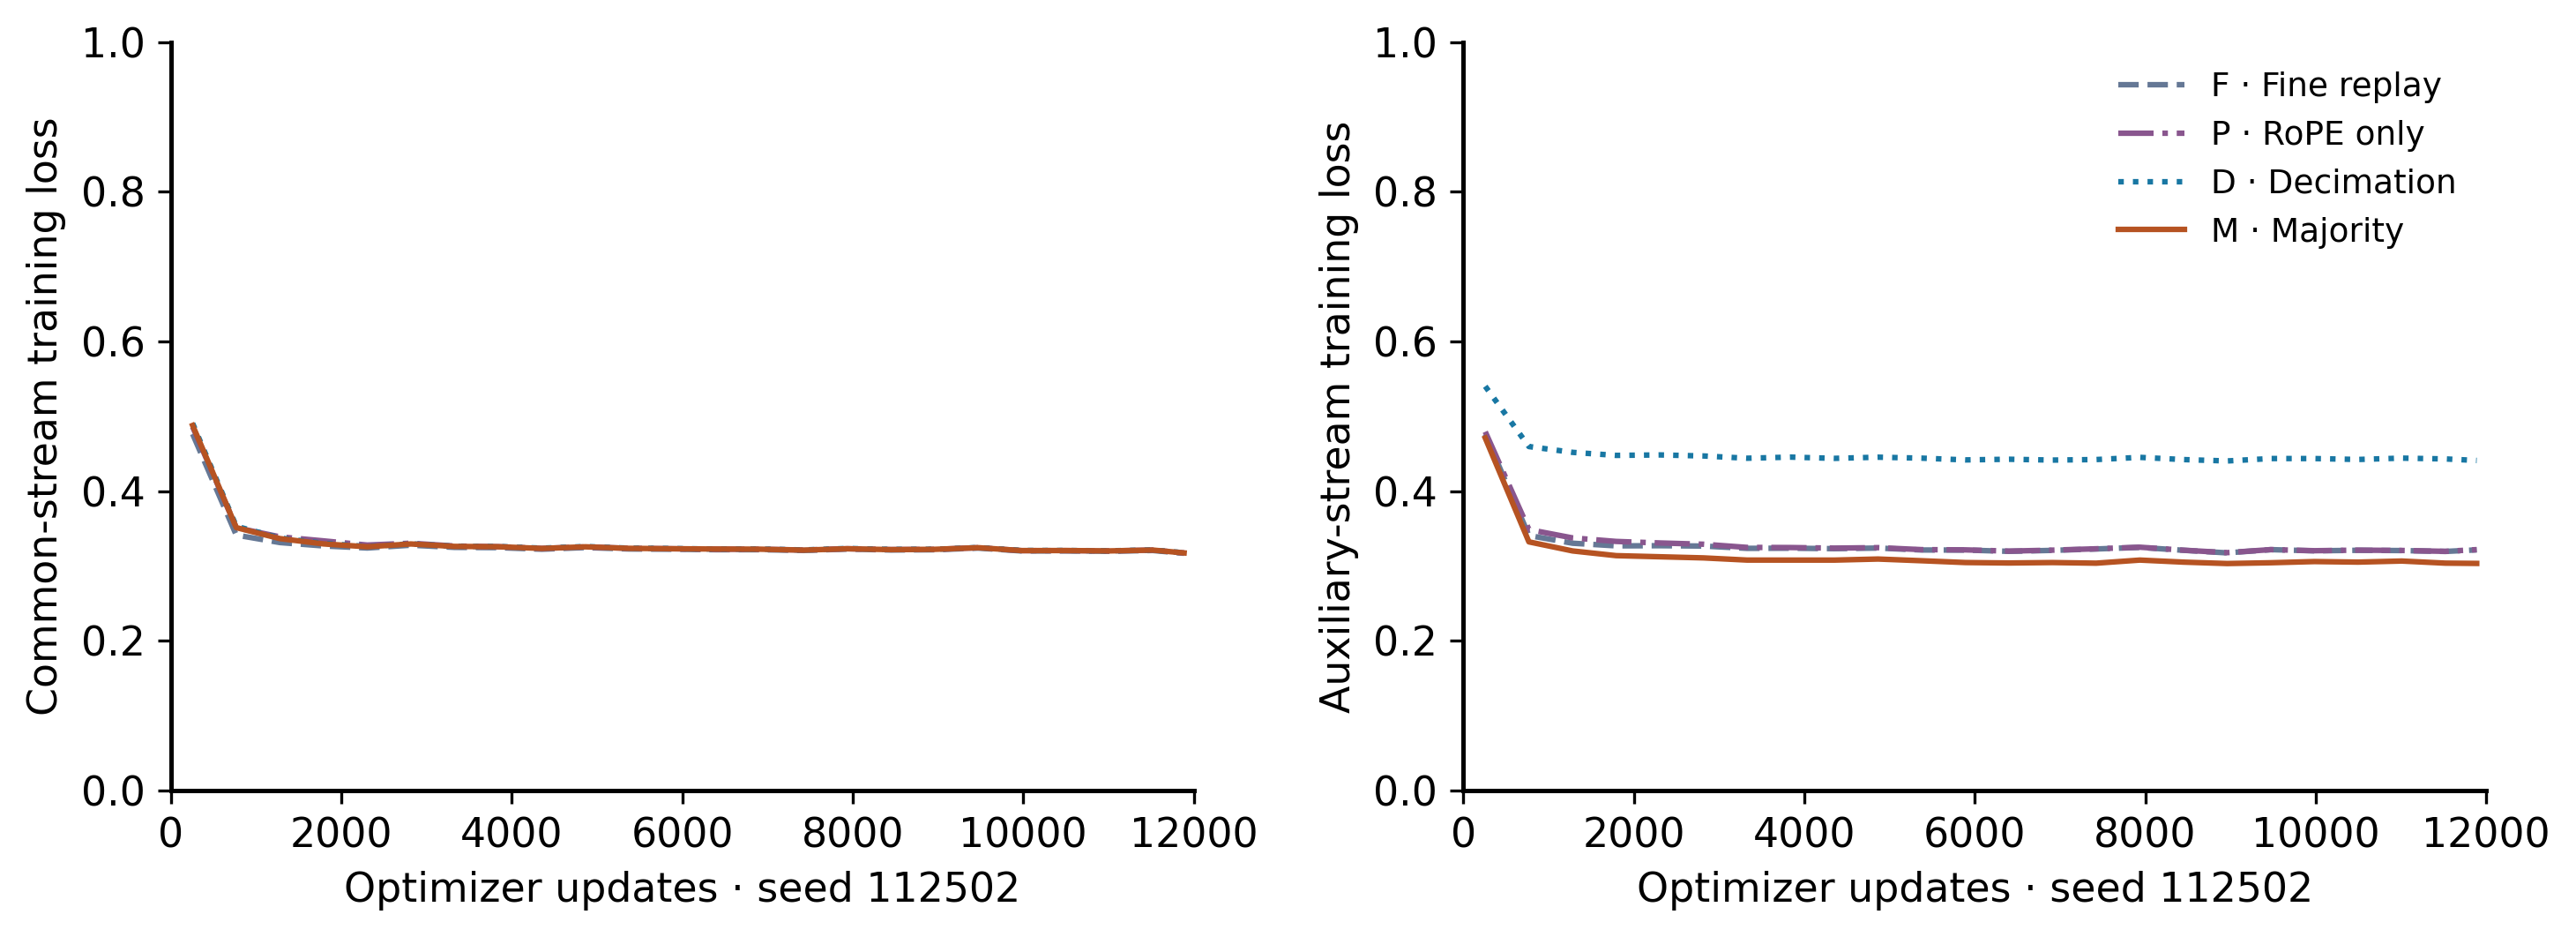 Common-stream training loss
1.0
0.8
0.6
0.4
0.2
0.0
0 2000 4000 6000 8000 10000 12000
Optimizer updates · seed 112502
Auxiliary-stream training loss
1.0
0.8
0.6
0.4
0.2
0.0
0 2000 4000 6000 8000 10000 12000
Optimizer updates · seed 112502
F · Fine replay
P · RoPE only
D · Decimation
M · Majority